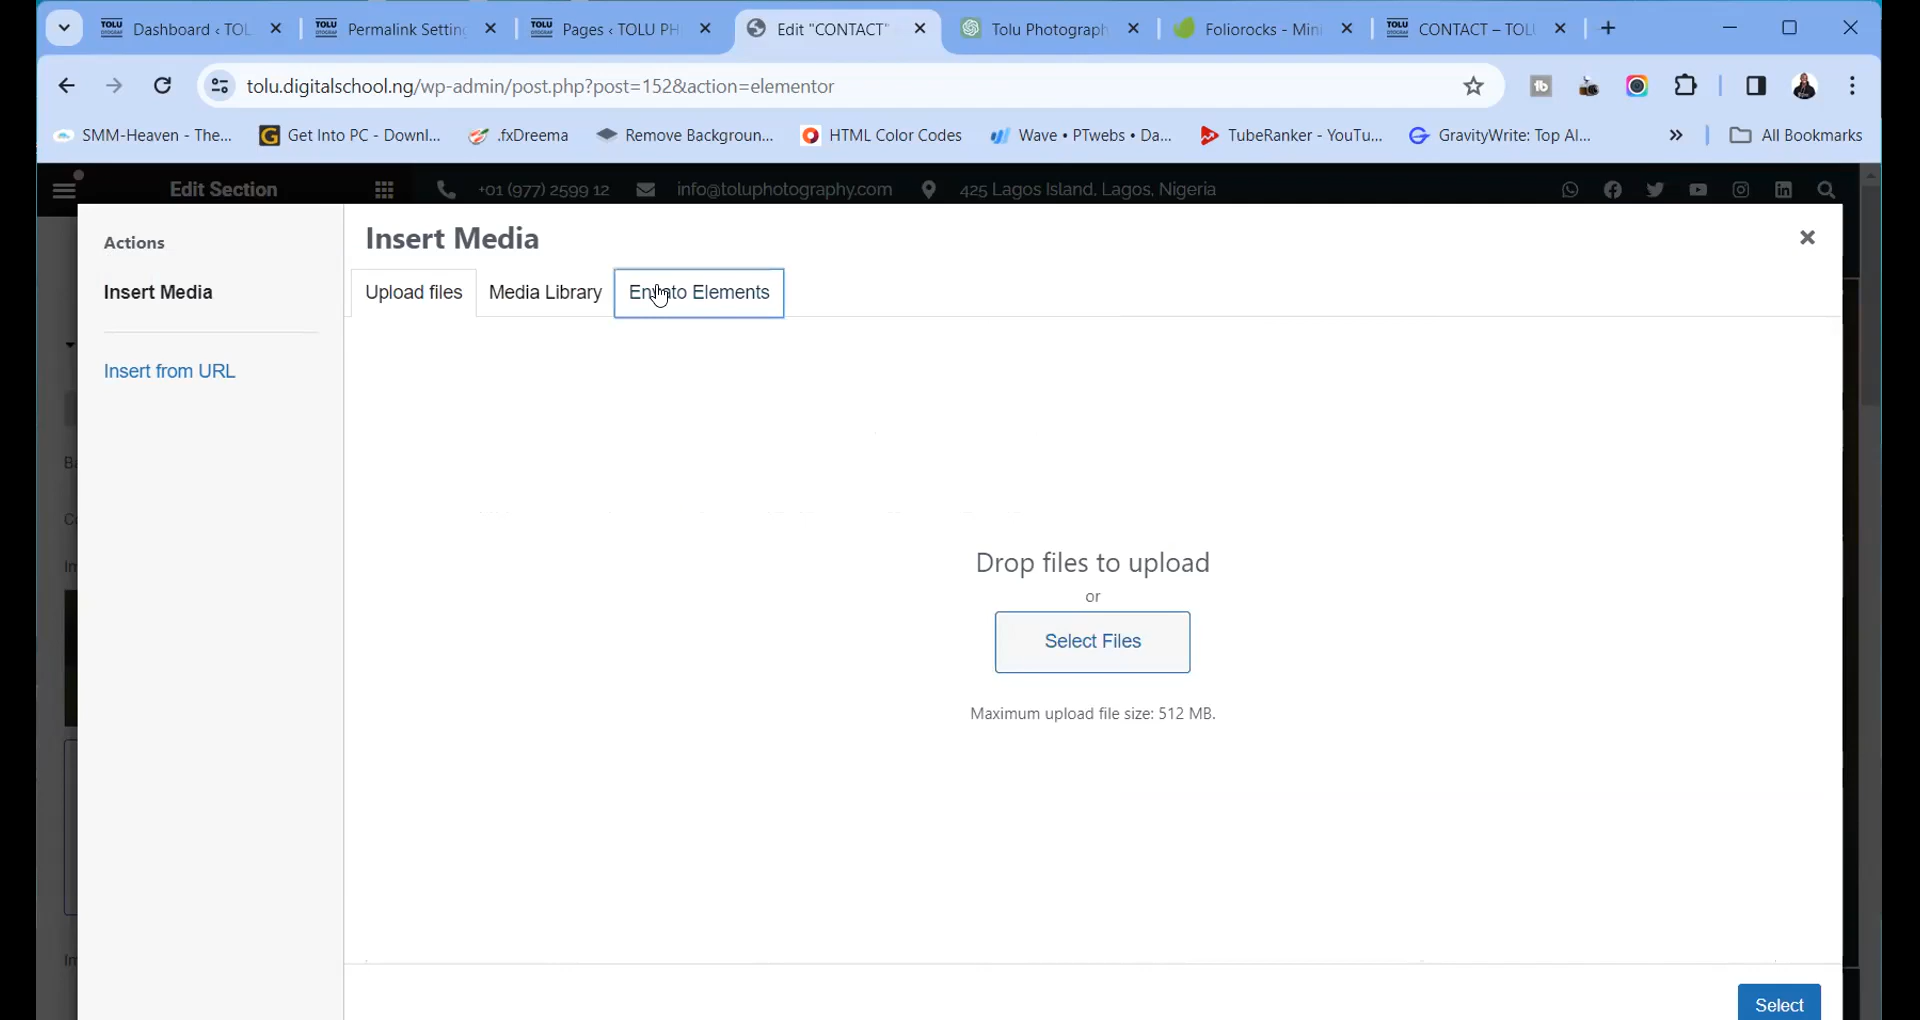 Dashboard ‹ TOL
Permalink Setting
Pages ‹ TOLU PH
Edit "CONTACT"
Tolu Photograph
Foliorocks - Mini
CONTACT – TOLU
tolu.digitalschool.ng/wp-admin/post.php?post=152&action=elementor
SMM-Heaven - The...
Get Into PC - Downl...
.fxDreema
Remove Backgroun...
HTML Color Codes
Wave • PTwebs • Da...
TubeRanker - YouTu...
GravityWrite: Top AI...
All Bookmarks
Edit Section
+01 (977) 2599 12
info@toluphotography.com
425 Lagos Island, Lagos, Nigeria
Actions
Insert Media
Insert from URL
Insert Media
Upload files
Media Library
Envato Elements
Drop files to upload
or
Select Files
Maximum upload file size: 512 MB.
Select